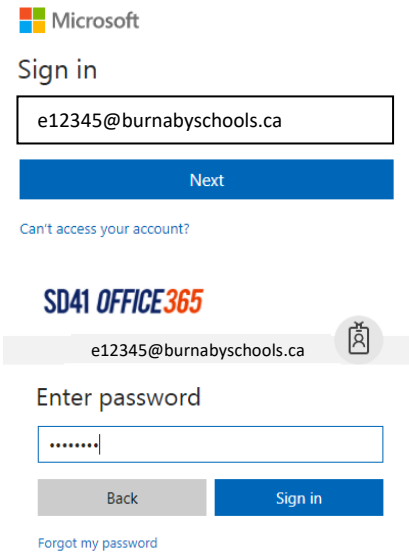 Microsoft
Sign in
e12345@burnabyschools.ca
Next
Can't access your account?
SD41 OFFICE365
e12345@burnabyschools.ca
Enter password
••••••••
Back Sign in
Forgot my password